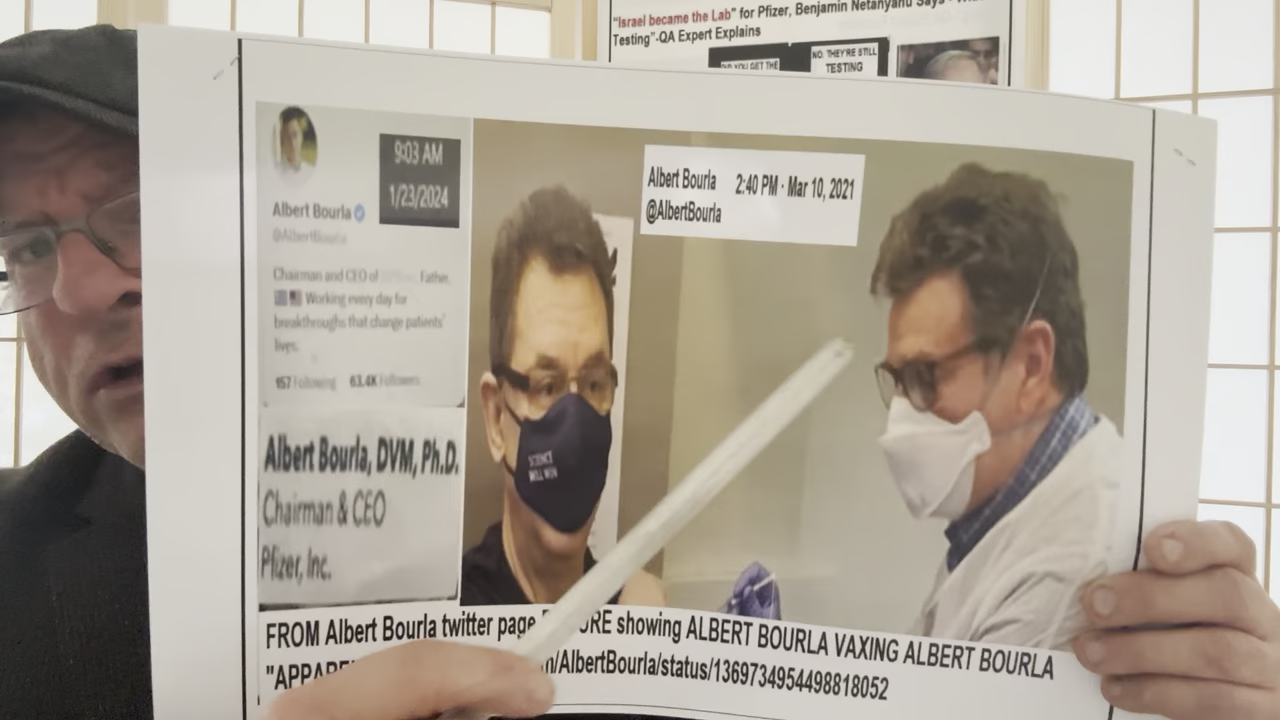 "Israel became the Lab" for Pfizer, Benjamin Netanyahu Says
Testing"-QA Expert Explains
GET THE
NO. THEY'RE STILL
TESTING
9:03 AM
1/23/2024
Albert Bourla
@AlbertBourla
Chairman and CEO of Father.
Working every day for
breakthroughs that change patients'
lives.
157 Following 63.4K Followers
Albert Bourla, DVM, Ph.D.
Chairman & CEO
Pfizer, Inc.
Albert Bourla 2:40 PM · Mar 10, 2021
@AlbertBourla
FROM Albert Bourla twitter page showing ALBERT BOURLA VAXING ALBERT BOURLA
/AlbertBourla/status/1369734954498818052